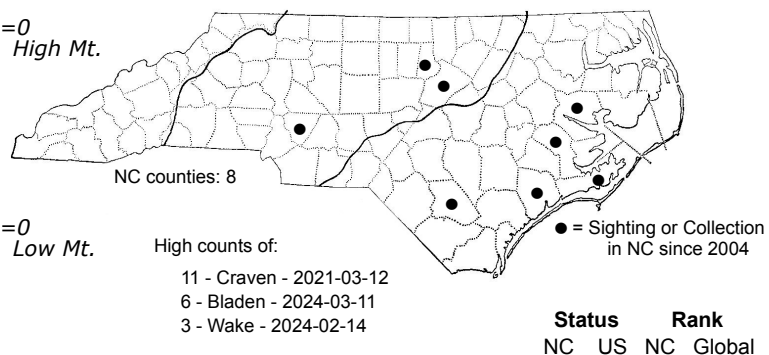 =0
High Mt.
NC counties: 8
=0
Low Mt.
High counts of:
11 - Craven - 2021-03-12
6 - Bladen - 2024-03-11
3 - Wake - 2024-02-14
● = Sighting or Collection
in NC since 2004
Status Rank
NC US NC Global